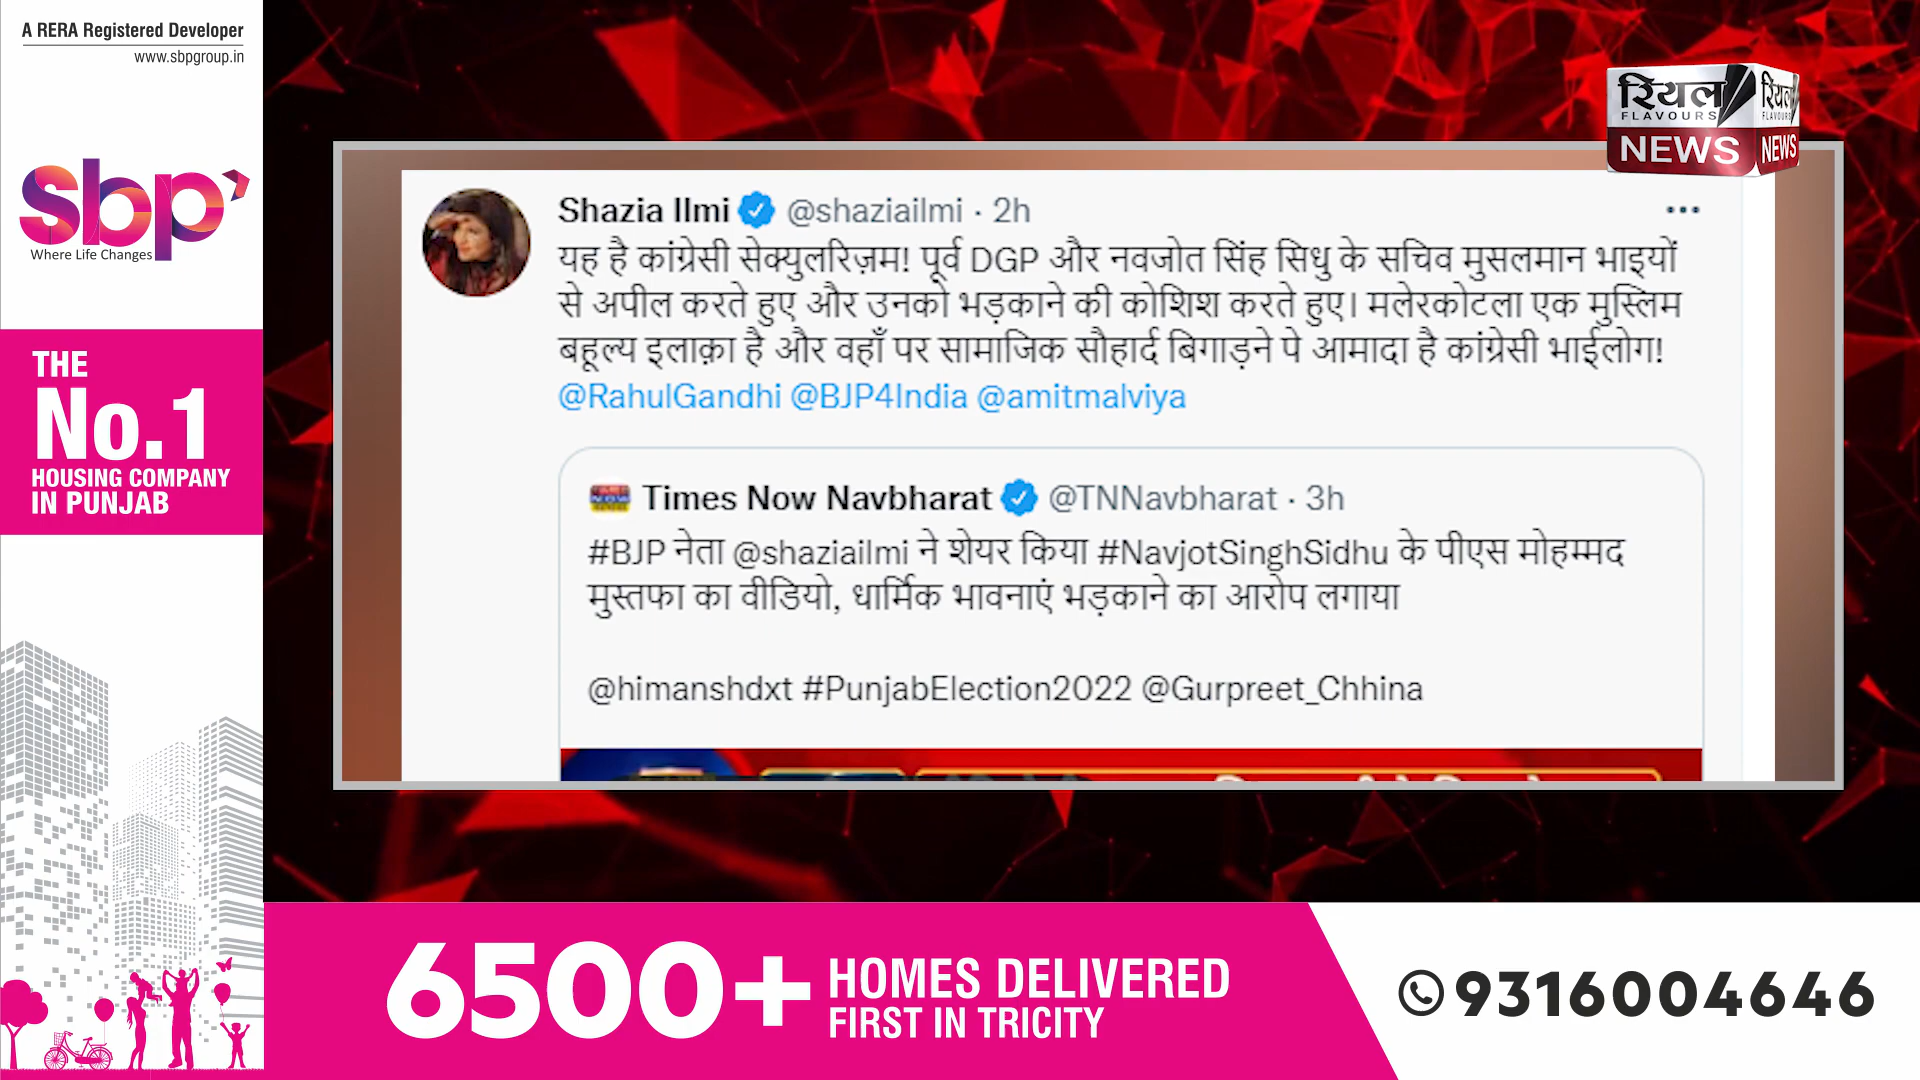 A RERA Registered Developer
www.sbpgroup.in
sbp
Where Life Changes
THE
No.1
HOUSING COMPANY
IN PUNJAB
रियल रियल
FLAVOURS FLAVOURS
NEWS NEWS
Shazia Ilmi @shaziailmi · 2h
यह है कांग्रेसी सेक्युलरिज़म! पूर्व DGP और नवजोत सिंह सिधु के सचिव मुसलमान भाइयों
से अपील करते हुए और उनको भड़काने की कोशिश करते हुए। मलेरकोटला एक मुस्लिम
बहूल्य इलाक़ा है और वहाँ पर सामाजिक सौहार्द बिगाड़ने पे आमादा है कांग्रेसी भाईलोग!
@RahulGandhi @BJP4India @amitmalviya
Times Now Navbharat @TNNavbharat · 3h
#BJP नेता @shaziailmi ने शेयर किया #NavjotSinghSidhu के पीएस मोहम्मद
मुस्तफा का वीडियो, धार्मिक भावनाएं भड़काने का आरोप लगाया
@himanshdxt #PunjabElection2022 @Gurpreet_Chhina
6500+ HOMES DELIVERED
FIRST IN TRICITY
9316004646